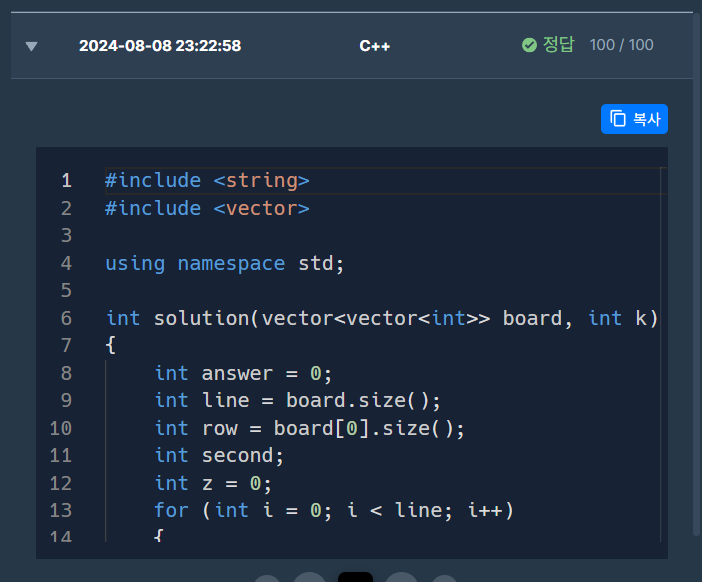 ▼ 2024-08-08 23:22:58 C++ 정답 100 / 100
복사
1 #include <string>
2 #include <vector>
3
4 using namespace std;
5
6 int solution(vector<vector<int>> board, int k)
7 {
8 int answer = 0;
9 int line = board.size();
10 int row = board[0].size();
11 int second;
12 int z = 0;
13 for (int i = 0; i < line; i++)
14 {